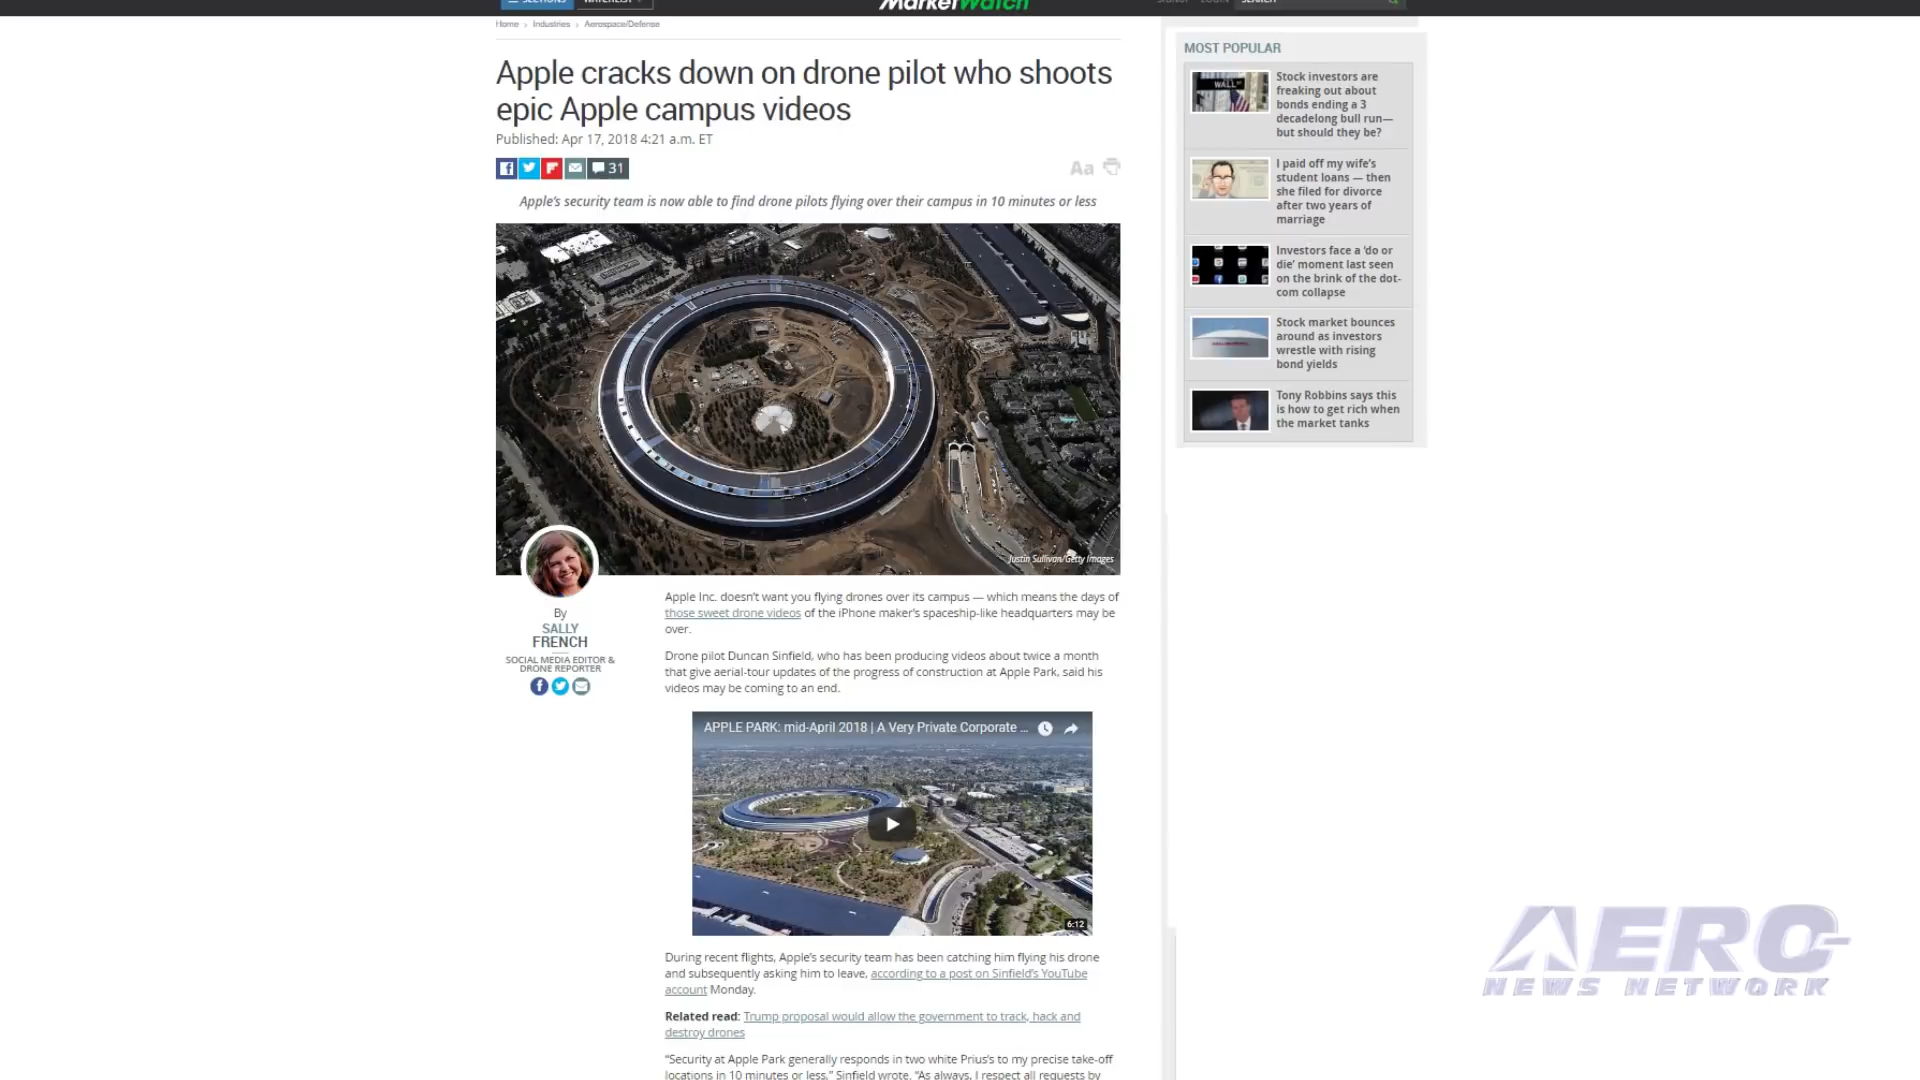 SECTIONS
WATCHLIST
MarketWatch
SIGNUP LOGIN
SEARCH
Home > Industries > Aerospace/Defense
Apple cracks down on drone pilot who shoots
epic Apple campus videos
Published: Apr 17, 2018 4:21 a.m. ET
31
Aa
Apple's security team is now able to find drone pilots flying over their campus in 10 minutes or less
WALL
Justin Sullivan/Getty Images
By
SALLY
FRENCH
SOCIAL MEDIA EDITOR &
DRONE REPORTER
Apple Inc. doesn't want you flying drones over its campus — which means the days of
those sweet drone videos of the iPhone maker's spaceship-like headquarters may be
over.
Drone pilot Duncan Sinfield, who has been producing videos about twice a month
that give aerial-tour updates of the progress of construction at Apple Park, said his
videos may be coming to an end.
APPLE PARK: mid-April 2018 | A Very Private Corporate ...
6:12
During recent flights, Apple's security team has been catching him flying his drone
and subsequently asking him to leave, according to a post on Sinfield's YouTube
account Monday.
Related read: Trump proposal would allow the government to track, hack and
destroy drones
“Security at Apple Park generally responds in two white Prius's to my precise take-off
locations in 10 minutes or less,” Sinfield wrote. “As always, I respect all requests by
MOST POPULAR
Stock investors are
freaking out about
bonds ending a 3
decadelong bull run—
but should they be?
I paid off my wife's
student loans — then
she filed for divorce
after two years of
marriage
Investors face a 'do or
die' moment last seen
on the brink of the dot-
com collapse
Stock market bounces
around as investors
wrestle with rising
bond yields
Tony Robbins says this
is how to get rich when
the market tanks
AERO-
NEWS NETWORK